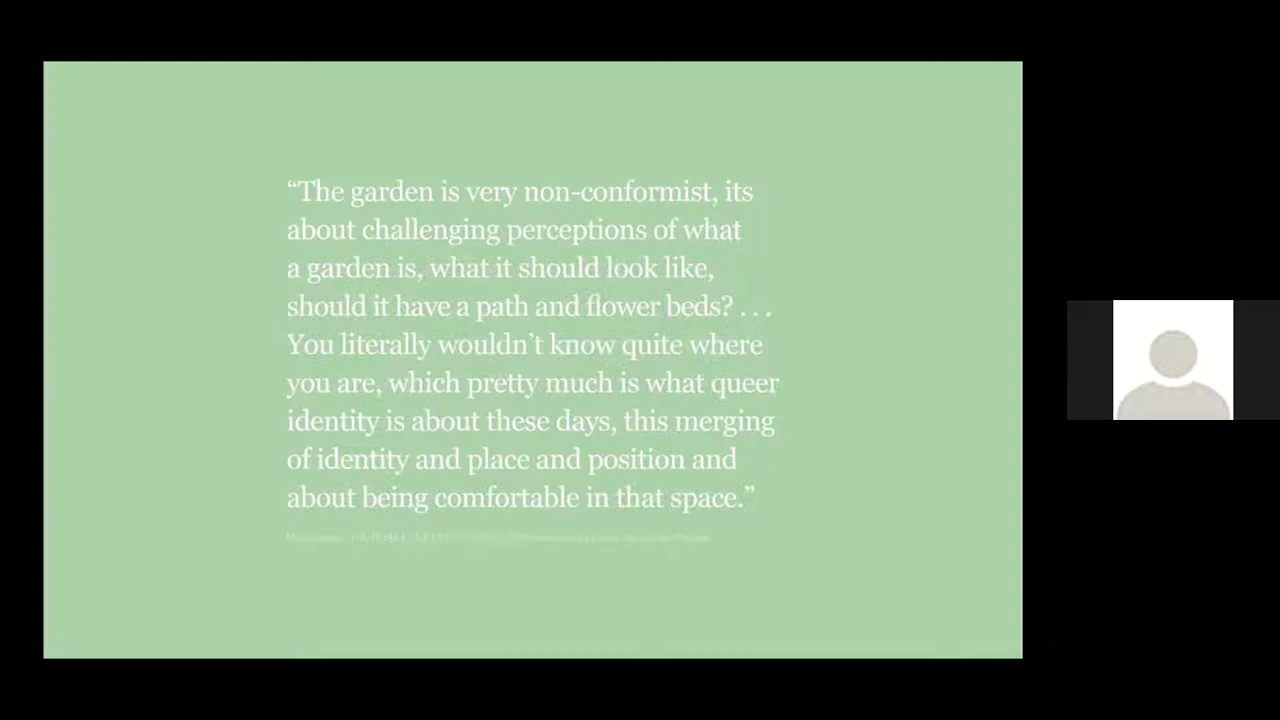 “The garden is very non-conformist, its
about challenging perceptions of what
a garden is, what it should look like,
should it have a path and flower beds? . . .
You literally wouldn’t know quite where
you are, which pretty much is what queer
identity is about these days, this merging
of identity and place and position and
about being comfortable in that space.”